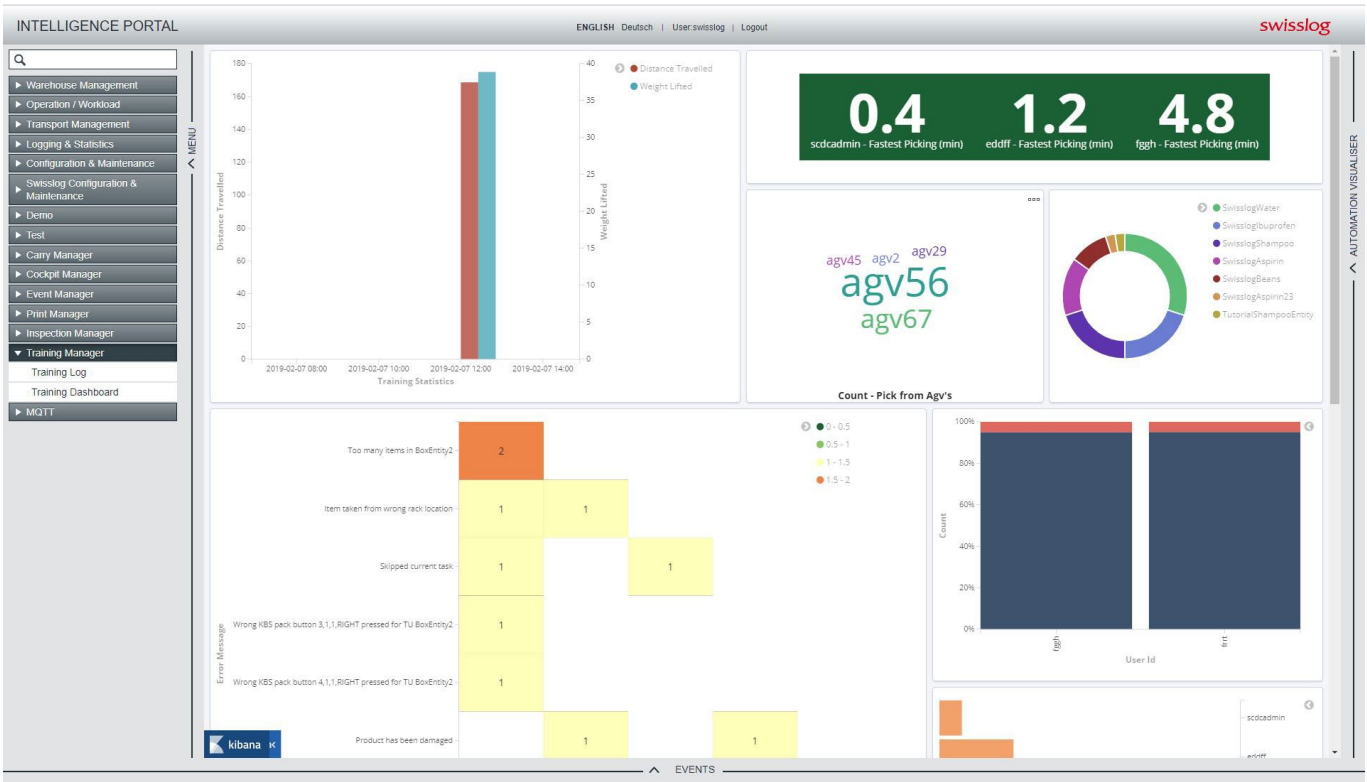 INTELLIGENCE PORTAL
ENGLISH Deutsch | User:swisslog | Logout
swisslog
Warehouse Management
Operation / Workload
Transport Management
Logging & Statistics
Configuration & Maintenance
Swisslog Configuration &
Maintenance
Demo
Test
Carry Manager
Cockpit Manager
Event Manager
Print Manager
Inspection Manager
Training Manager
Training Log
Training Dashboard
MQTT
MENU
180
160
140
120
100
80
60
40
20
0
Distance Travelled
40
35
30
25
20
15
10
5
0
Weight Lifted
2019-02-07 08:00 2019-02-07 10:00 2019-02-07 12:00 2019-02-07 14:00
Training Statistics
Distance Travelled
Weight Lifted
0.4 1.2 4.8
scdcadmin - Fastest Picking (min) eddff - Fastest Picking (min) fggh - Fastest Picking (min)
agv45 agv2 agv29
agv56
agv67
Count - Pick from Agv's
SwisslogWater
SwisslogIbuprofen
SwisslogShampoo
SwisslogAspirin
SwisslogBeans
SwisslogAspirin23
TutorialShampooEntity
Error Message
Too many items in BoxEntity2 2
Item taken from wrong rack location 1 1
Skipped current task 1 1
Wrong KBS pack button 3,1,1,RIGHT pressed for TU BoxEntity2 1
Wrong KBS pack button 4,1,1,RIGHT pressed for TU BoxEntity2 1
Product has been damaged 1 1
0 - 0.5
0.5 - 1
1 - 1.5
1.5 - 2
100%
80%
60%
40%
20%
0%
Count
fggh frrt
User Id
scdcadmin
eddff
kibana
EVENTS
AUTOMATION VISUALISER